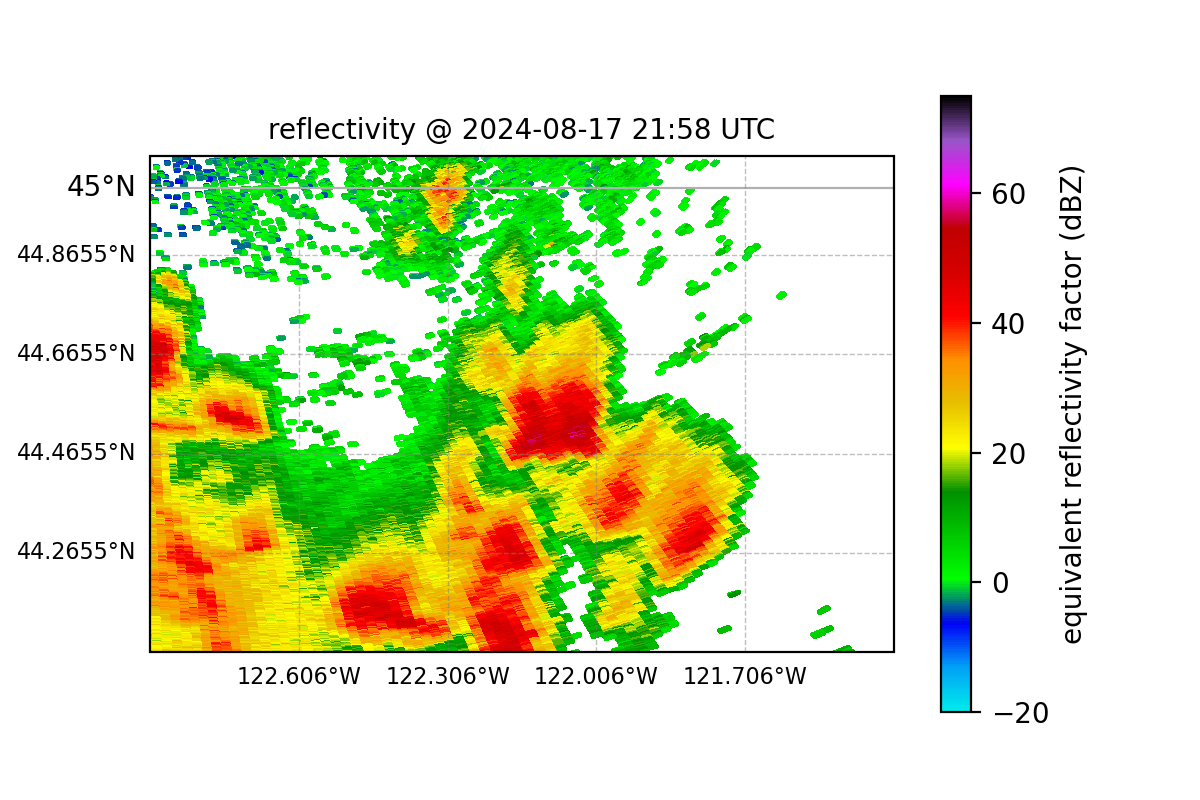 reflectivity @ 2024-08-17 21:58 UTC
45°N
44.8655°N
44.6655°N
44.4655°N
44.2655°N
122.606°W 122.306°W 122.006°W 121.706°W
60
40
20
0
−20
equivalent reflectivity factor (dBZ)